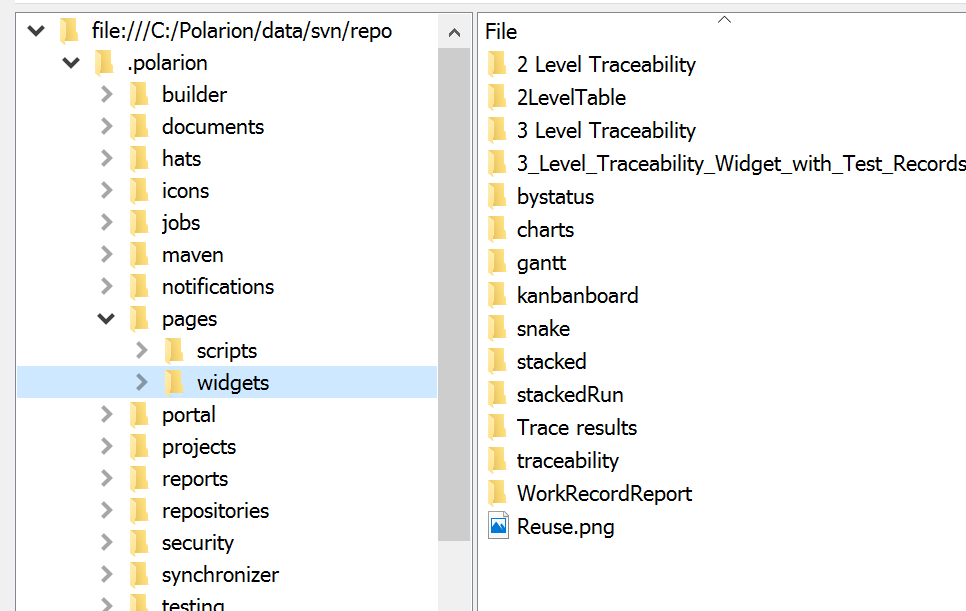 file:///C:/Polarion/data/svn/repo
.polarion
builder
documents
hats
icons
jobs
maven
notifications
pages
scripts
widgets
portal
projects
reports
repositories
security
synchronizer
testing
File
2 Level Traceability
2LevelTable
3 Level Traceability
3_Level_Traceability_Widget_with_Test_Records
bystatus
charts
gantt
kanbanboard
snake
stacked
stackedRun
Trace results
traceability
WorkRecordReport
Reuse.png